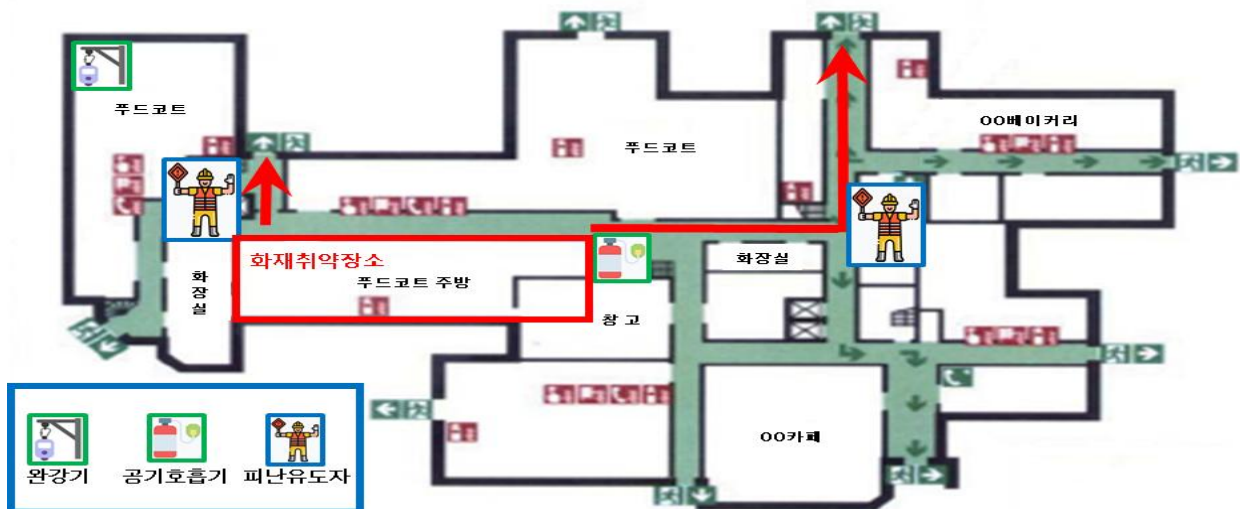 푸드코트
푸드코트
OO베이커리
화재취약장소
푸드코트 주방
화장실
화장실
창 고
OO카페
완강기
공기호흡기
피난유도자